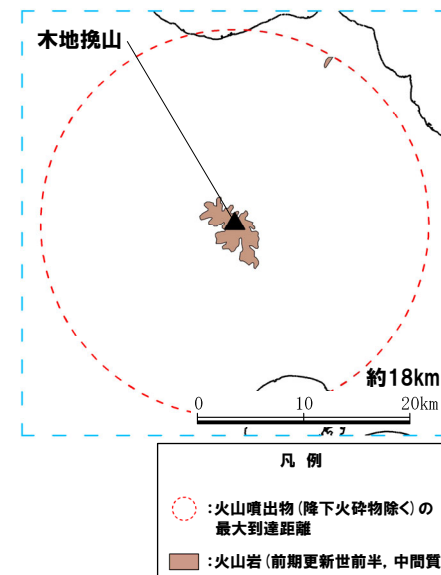 木地挽山
約18km
0 10 20km
凡 例
:火山噴出物(降下火砕物除く)の
最大到達距離
:火山岩(前期更新世前半, 中間質